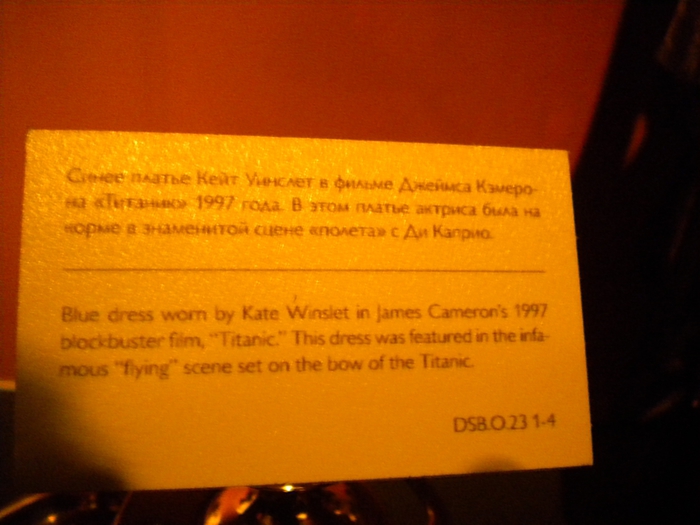 Синее платье Кейт Уинслет в фильме Джеймса Кэмеро-
на «Титаник» 1997 года. В этом платье актриса была на
корме в знаменитой сцене «полета» с Ди Каприо.
Blue dress worn by Kate Winslet in James Cameron's 1997
blockbuster film, "Titanic." This dress was featured in the infa-
mous "flying" scene set on the bow of the Titanic.
DSB.O.23 1-4